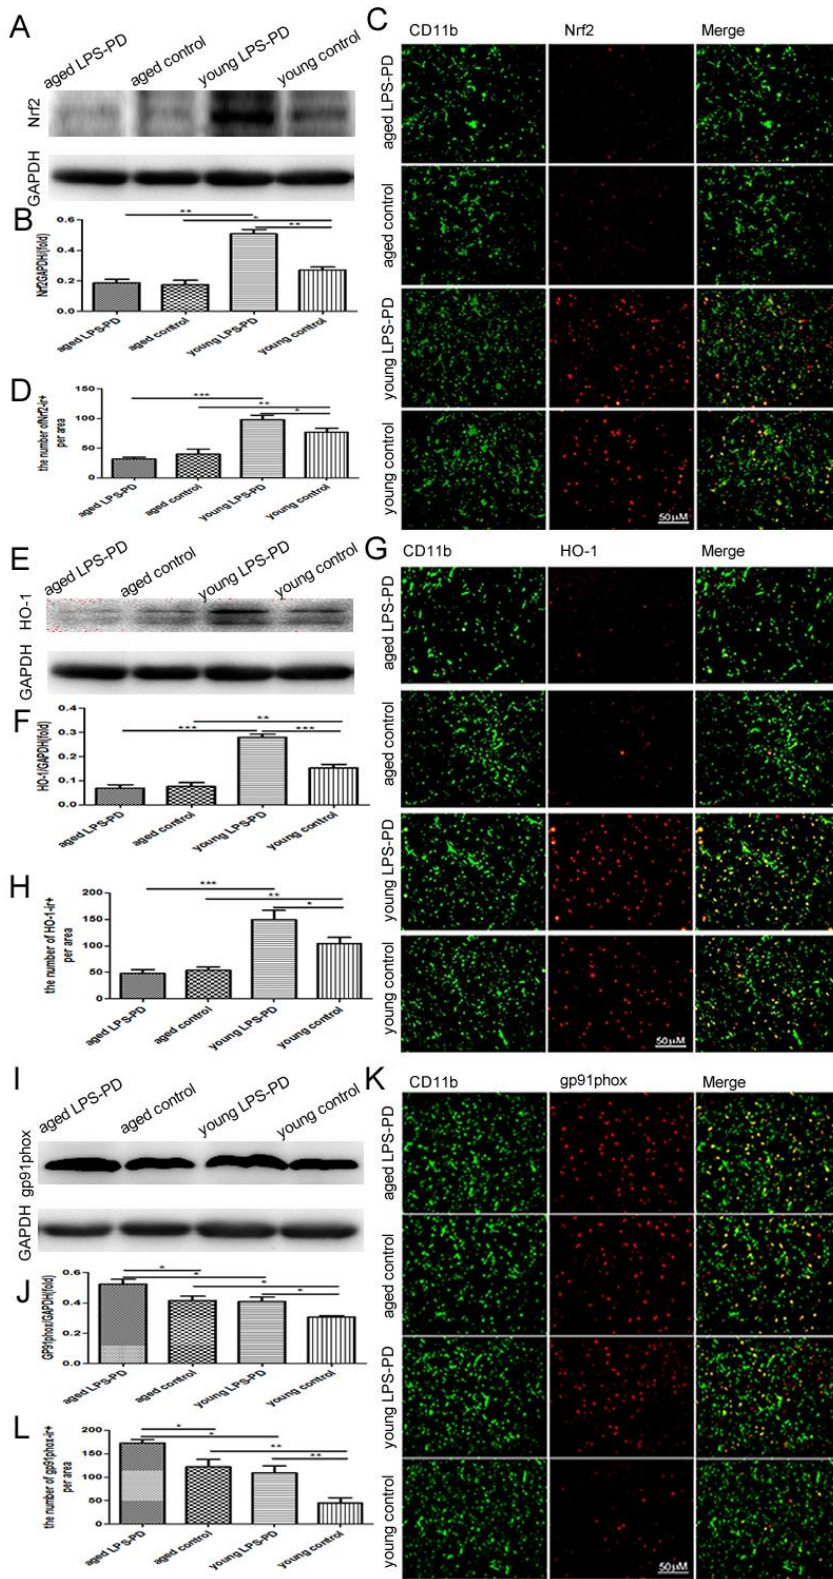 A
aged LPS-PD
aged control
young LPS-PD
young control
Nrf2
GAPDH
B
Nrf2GAPDH(fold)
0.6
0.4
0.2
0.0
**
*
**
aged LPS-PD
aged control
young LPS-PD
young control
C
CD11b
Nrf2
Merge
aged LPS-PD
aged control
young LPS-PD
young control
50 μM
D
the number ofNrf2-ir+
per area
150
100
50
0
***
**
*
aged LPS-PD
aged control
young LPS-PD
young control
E
aged LPS-PD
aged control
young LPS-PD
young control
HO-1
GAPDH
F
HO-1/GAPDH(fold)
0.4
0.3
0.2
0.1
0.0
***
**
***
aged LPS-PD
aged control
young LPS-PD
young control
G
CD11b
HO-1
Merge
aged LPS-PD
aged control
young LPS-PD
young control
50 μM
H
the number of HO-1-ir+
per area
200
150
100
50
0
***
**
*
aged LPS-PD
aged control
young LPS-PD
young control
I
aged LPS-PD
aged control
young LPS-PD
young control
gp91phox
GAPDH
J
GP91phox/GAPDH(fold)
0.6
0.4
0.2
0.0
*
*
*
*
aged LPS-PD
aged control
young LPS-PD
young control
K
CD11b
gp91phox
Merge
aged LPS-PD
aged control
young LPS-PD
young control
50 μM
L
the number of gp91phox-ir+
per area
200
150
100
50
0
*
*
**
**
aged LPS-PD
aged control
young LPS-PD
young control